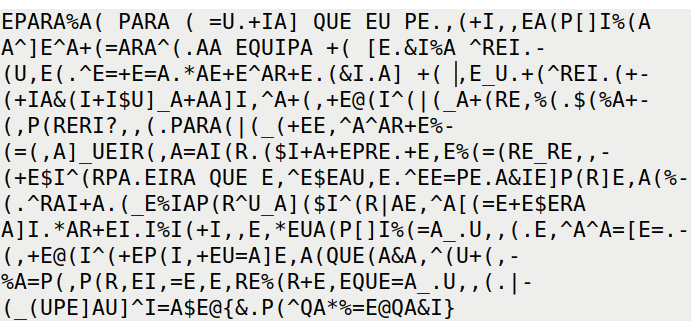 EPARA%A( PARA ( =U.+IA] QUE EU PE.,(+I,,EA(P[]I%(A
A^]E^A+(=ARA^(.AA EQUIPA +( [E.&I%A ^REI.-
(U,E(.^E=+E=A.*AE+E^AR+E.(&I.A] +( ,E_U.+(^REI.(+-
(+IA&(I+I$U]_A+AA]I,^A+(,+E@(I^(|(_A+(RE,%(.$(%A+-
(,P(RERI?,,(.PARA(|(_(+EE,^A^AR+E%-
(=(,A]_UEIR(,A=AI(R.($I+A+EPRE.+E,E%(=(RE_RE,,-
(+E$I^(RPA.EIRA QUE E,^E$EAU,E.^EE=PE.A&IE]P(R]E,A(%-
(.^RAI+A.(_E%IAP(R^U_A]($I^(R|AE,^A[(=E+E$ERA
A]I.*AR+EI.I%I(+I,,E,*EUA(P[]I%(=A_.U,,(.E,^A^A=[E=.-
(,+E@(I^(+EP(I,+EU=A]E,A(QUE(A&A,^(U+(,-
%A=P(,P(R,EI,=E,E,RE%(R+E,EQUE=A_.U,,(.|-
(_(UPE]AU]^I=A$E@{&.P(^QA*%=E@QA&I}